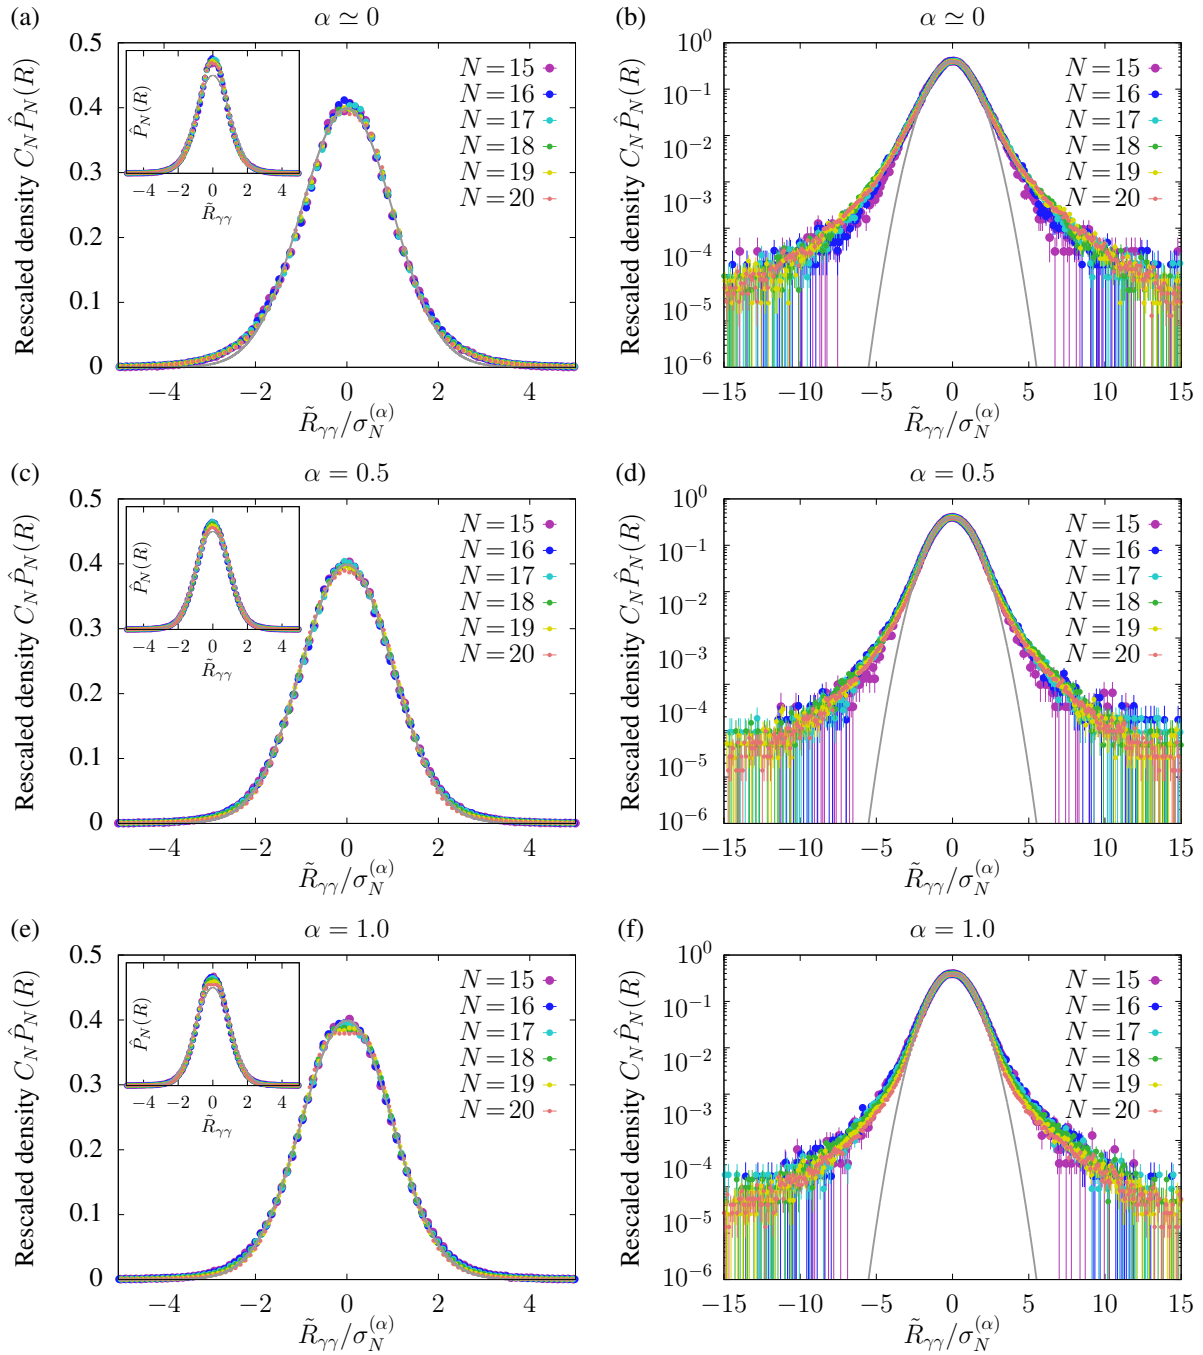 (a)
α ≃ 0
Rescaled density C_N P̂_N(R)
0.5
0.4
0.3
0.2
0.1
0
−4 −2 0 2 4
R̃_γγ/σ_N^(α)
N = 15
N = 16
N = 17
N = 18
N = 19
N = 20
P̂_N(R)
−4 −2 0 2 4
R̃_γγ
(b)
α ≃ 0
Rescaled density C_N P̂_N(R)
10^0
10^−1
10^−2
10^−3
10^−4
10^−5
10^−6
−15 −10 −5 0 5 10 15
R̃_γγ/σ_N^(α)
N = 15
N = 16
N = 17
N = 18
N = 19
N = 20
(c)
α = 0.5
Rescaled density C_N P̂_N(R)
0.5
0.4
0.3
0.2
0.1
0
−4 −2 0 2 4
R̃_γγ/σ_N^(α)
N = 15
N = 16
N = 17
N = 18
N = 19
N = 20
P̂_N(R)
−4 −2 0 2 4
R̃_γγ
(d)
α = 0.5
Rescaled density C_N P̂_N(R)
10^0
10^−1
10^−2
10^−3
10^−4
10^−5
10^−6
−15 −10 −5 0 5 10 15
R̃_γγ/σ_N^(α)
N = 15
N = 16
N = 17
N = 18
N = 19
N = 20
(e)
α = 1.0
Rescaled density C_N P̂_N(R)
0.5
0.4
0.3
0.2
0.1
0
−4 −2 0 2 4
R̃_γγ/σ_N^(α)
N = 15
N = 16
N = 17
N = 18
N = 19
N = 20
P̂_N(R)
−4 −2 0 2 4
R̃_γγ
(f)
α = 1.0
Rescaled density C_N P̂_N(R)
10^0
10^−1
10^−2
10^−3
10^−4
10^−5
10^−6
−15 −10 −5 0 5 10 15
R̃_γγ/σ_N^(α)
N = 15
N = 16
N = 17
N = 18
N = 19
N = 20